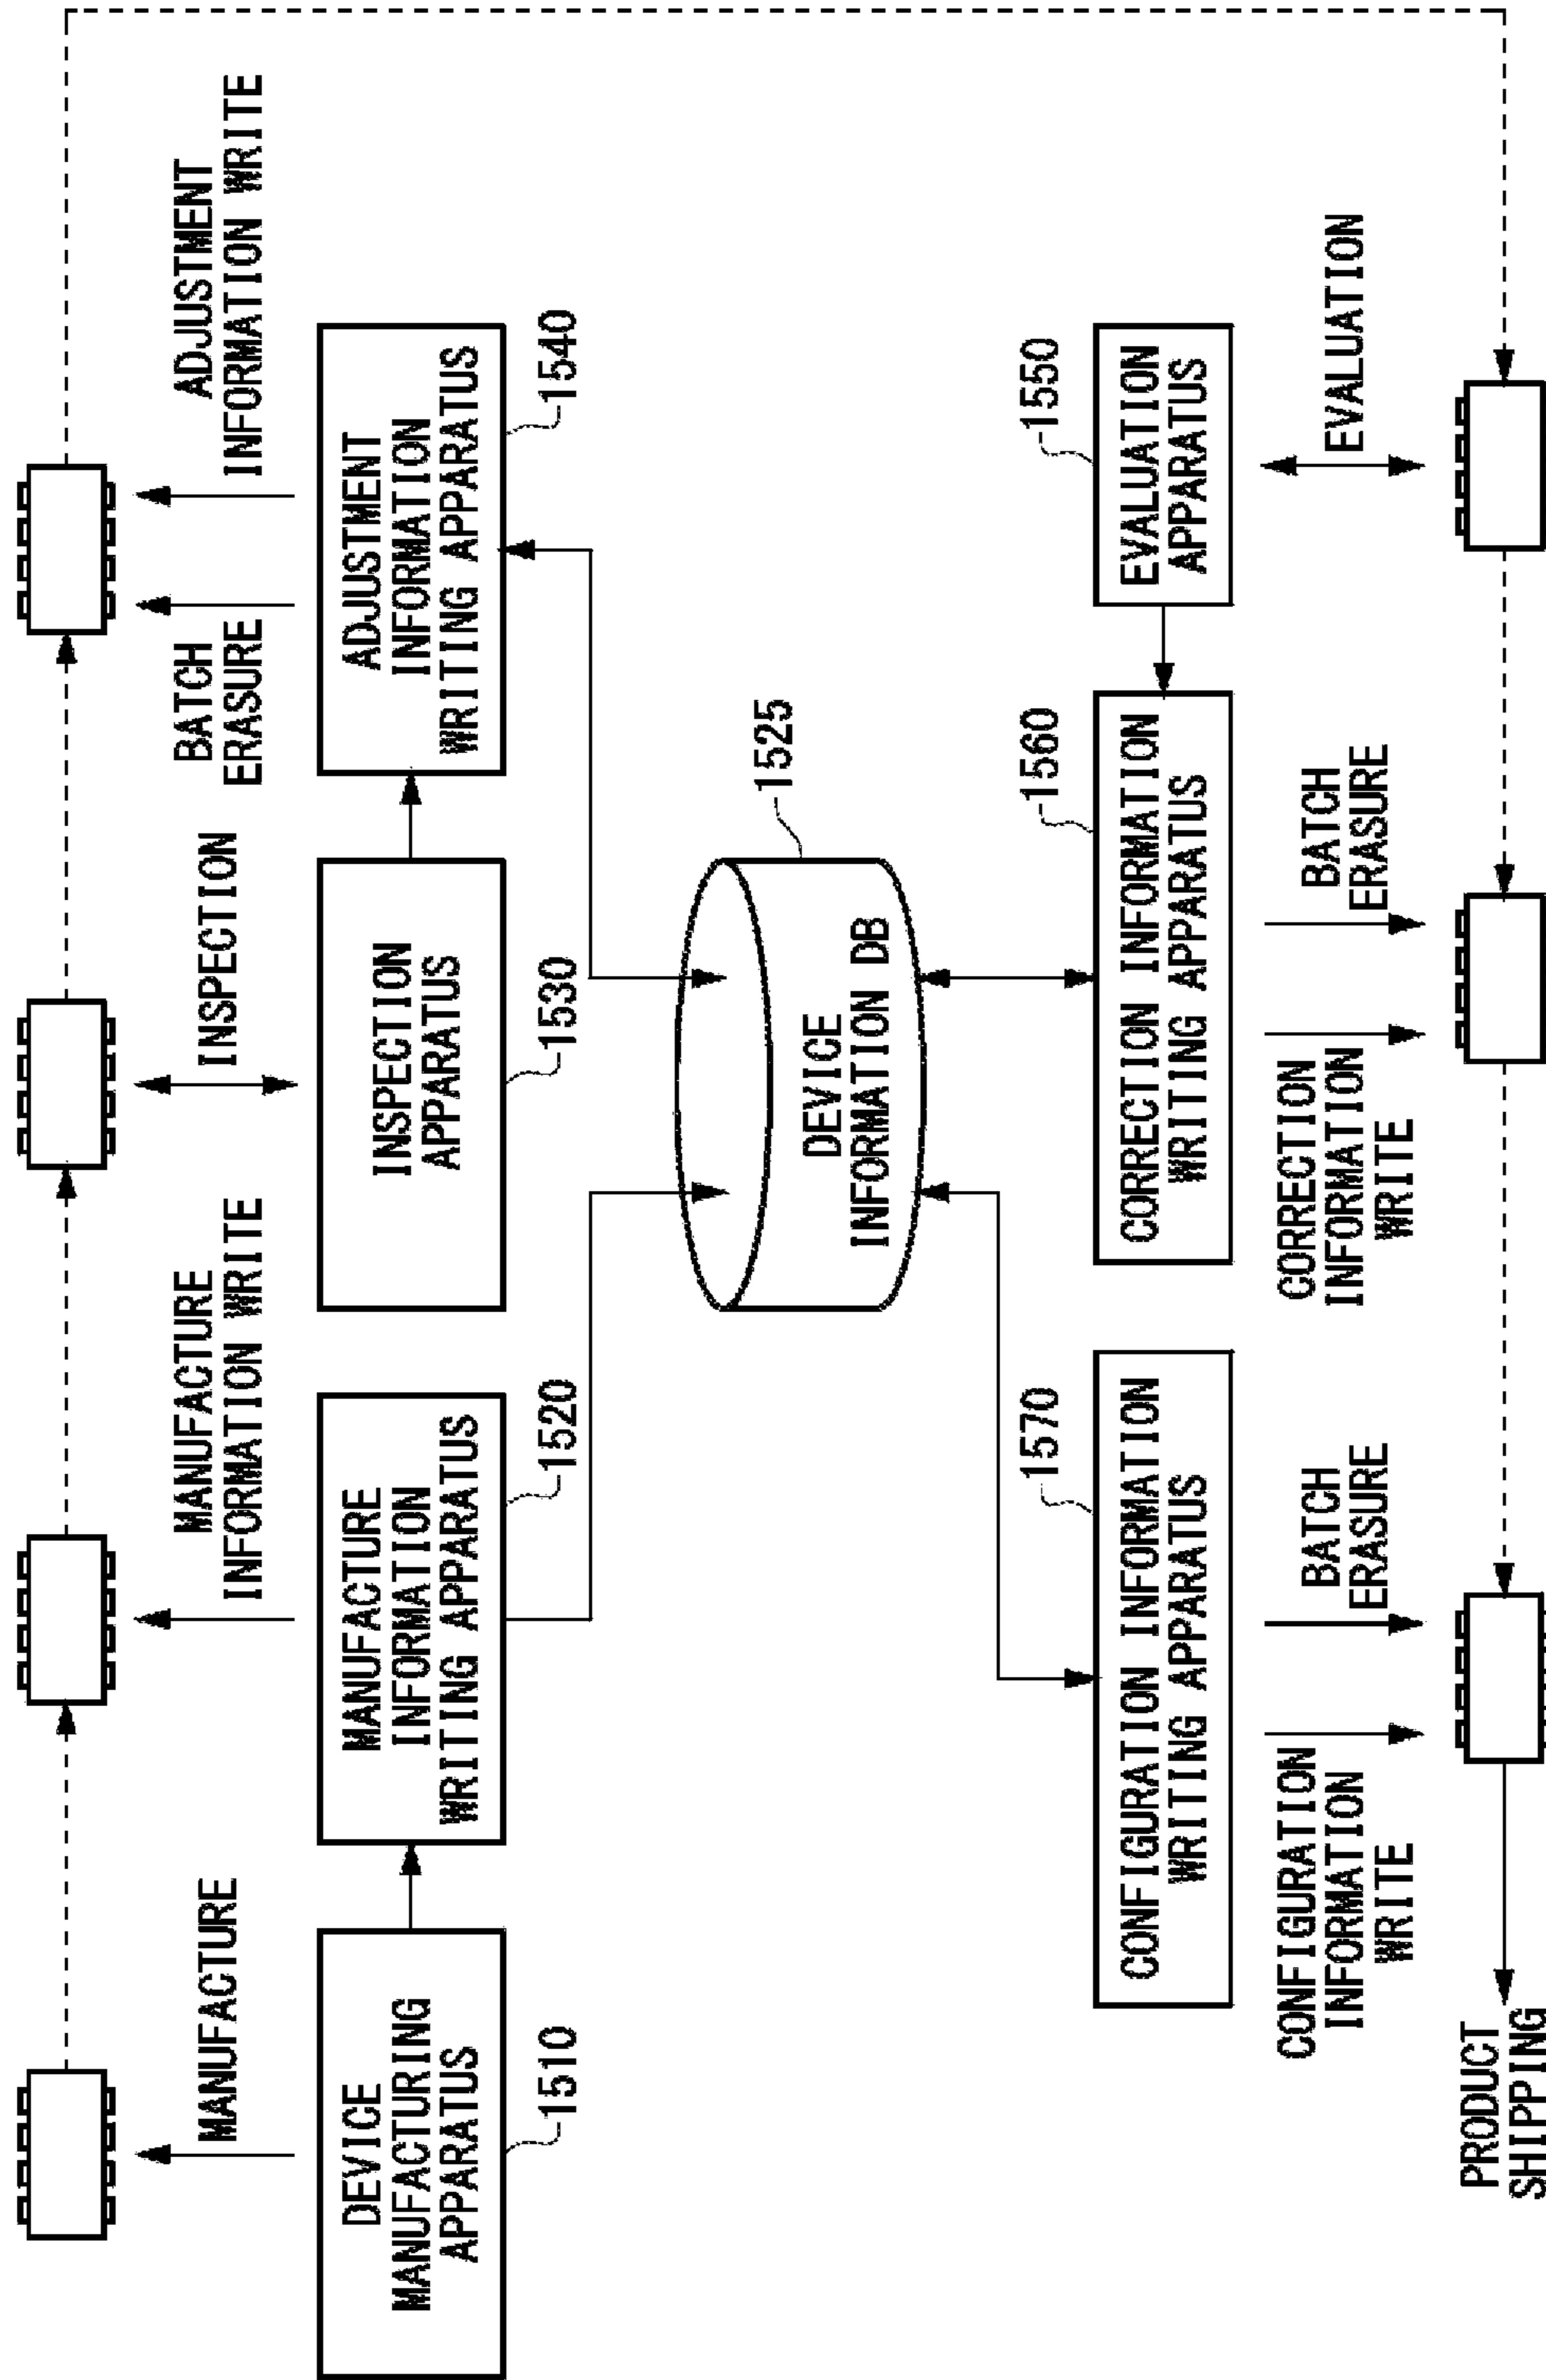 MANUFACTURE
MANUFACTURE
INFORMATION WRITE
INSPECTION
BATCH
ERASURE
ADJUSTMENT
INFORMATION WRITE
DEVICE
MANUFACTURING
APPARATUS
1510
MANUFACTURE
INFORMATION
WRITING APPARATUS
1520
INSPECTION
APPARATUS
1530
ADJUSTMENT
INFORMATION
WRITING APPARATUS
1540
DEVICE
INFORMATION DB
1525
CONFIGURATION INFORMATION
WRITING APPARATUS
1570
CORRECTION INFORMATION
WRITING APPARATUS
1560
EVALUATION
APPARATUS
1550
CONFIGURATION
INFORMATION
WRITE
BATCH
ERASURE
CORRECTION
INFORMATION
WRITE
BATCH
ERASURE
EVALUATION
PRODUCT
SHIPPING